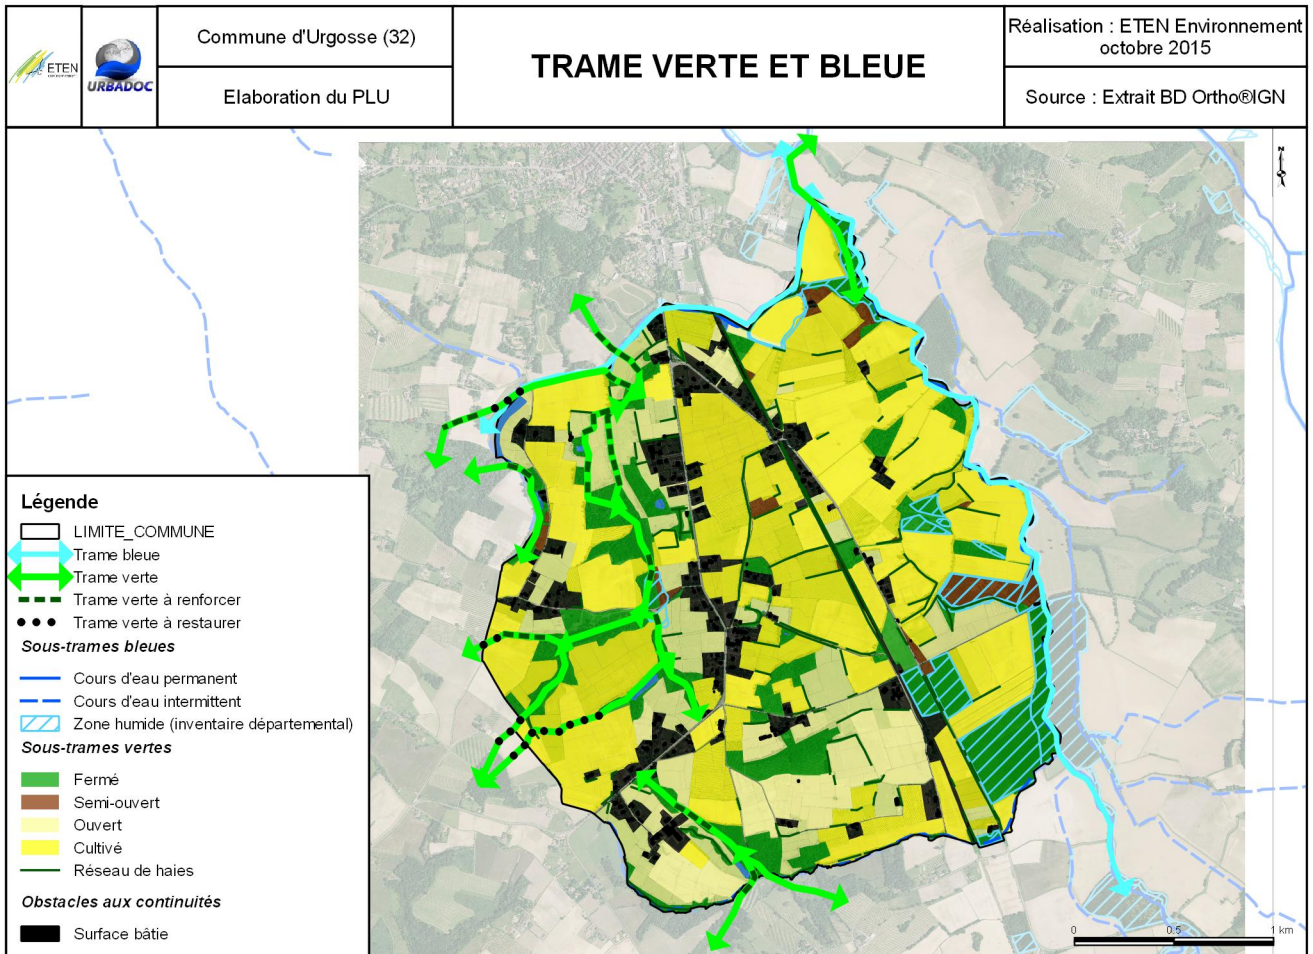 ETEN
URBADOC
Commune d'Urgosse (32)
Elaboration du PLU
TRAME VERTE ET BLEUE
Réalisation : ETEN Environnement
octobre 2015
Source : Extrait BD Ortho®IGN
N
Légende
LIMITE_COMMUNE
Trame bleue
Trame verte
Trame verte à renforcer
Trame verte à restaurer
Sous-trames bleues
Cours d'eau permanent
Cours d'eau intermittent
Zone humide (inventaire départemental)
Sous-trames vertes
Fermé
Semi-ouvert
Ouvert
Cultivé
Réseau de haies
Obstacles aux continuités
Surface bâtie
0 0.5 1 km